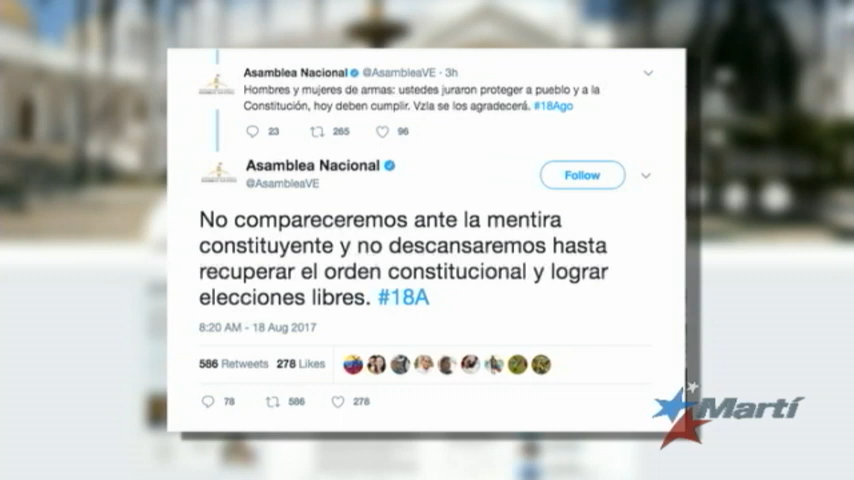 Asamblea Nacional @AsambleaVE · 3h
Hombres y mujeres de armas: ustedes juraron proteger a pueblo y a la
Constitución, hoy deben cumplir. Vzla se los agradecerá. #18Ago
23 265 96
Asamblea Nacional
@AsambleaVE
Follow
No compareceremos ante la mentira
constituyente y no descansaremos hasta
recuperar el orden constitucional y lograr
elecciones libres. #18A
8:20 AM - 18 Aug 2017
586 Retweets 278 Likes
78 586 278
Martí